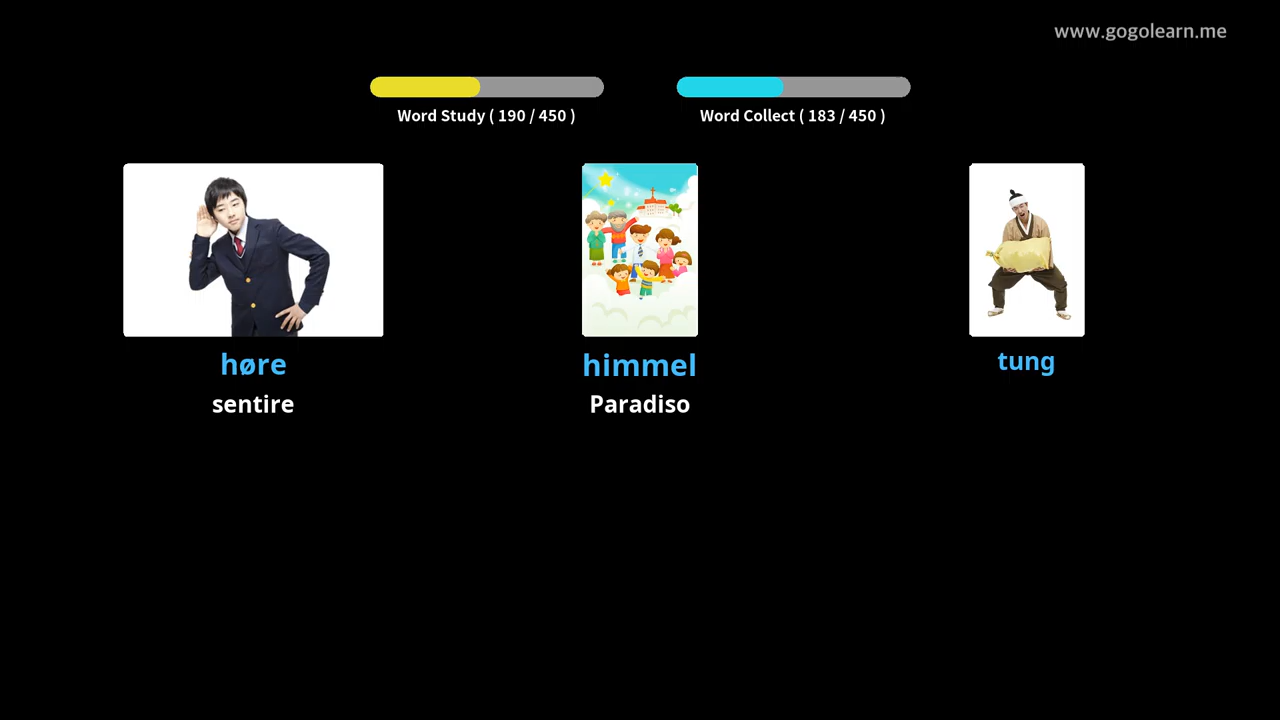 www.gogolearn.me
Word Study ( 190 / 450 )
Word Collect ( 183 / 450 )
høre
himmel
tung
sentire
Paradiso